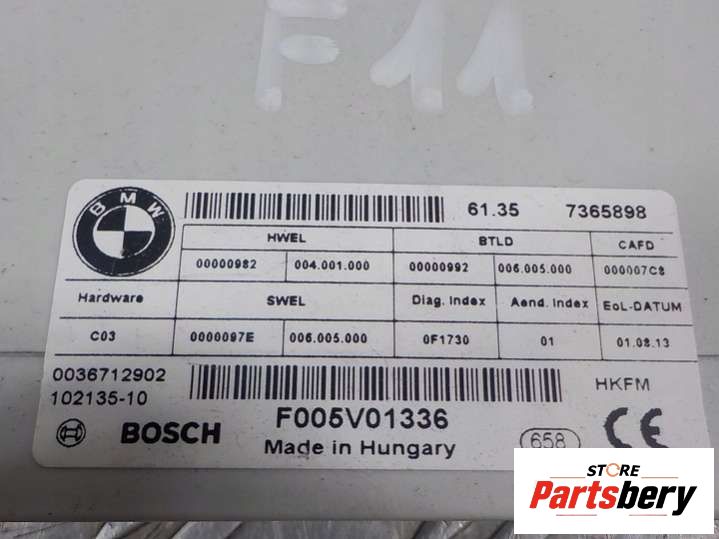 F11
BMW
61.35 7365898
HWEL BTLD CAFD
00000982 004.001.000 00000992 006.005.000 000007C8
Hardware SWEL Diag. Index Aend. Index EoL-DATUM
C03 0000097E 006.005.000 0F1730 01 01.08.13
0036712902
102135-10
HKFM
F005V01336
BOSCH
Made in Hungary
658
CE
STORE
Partsbery